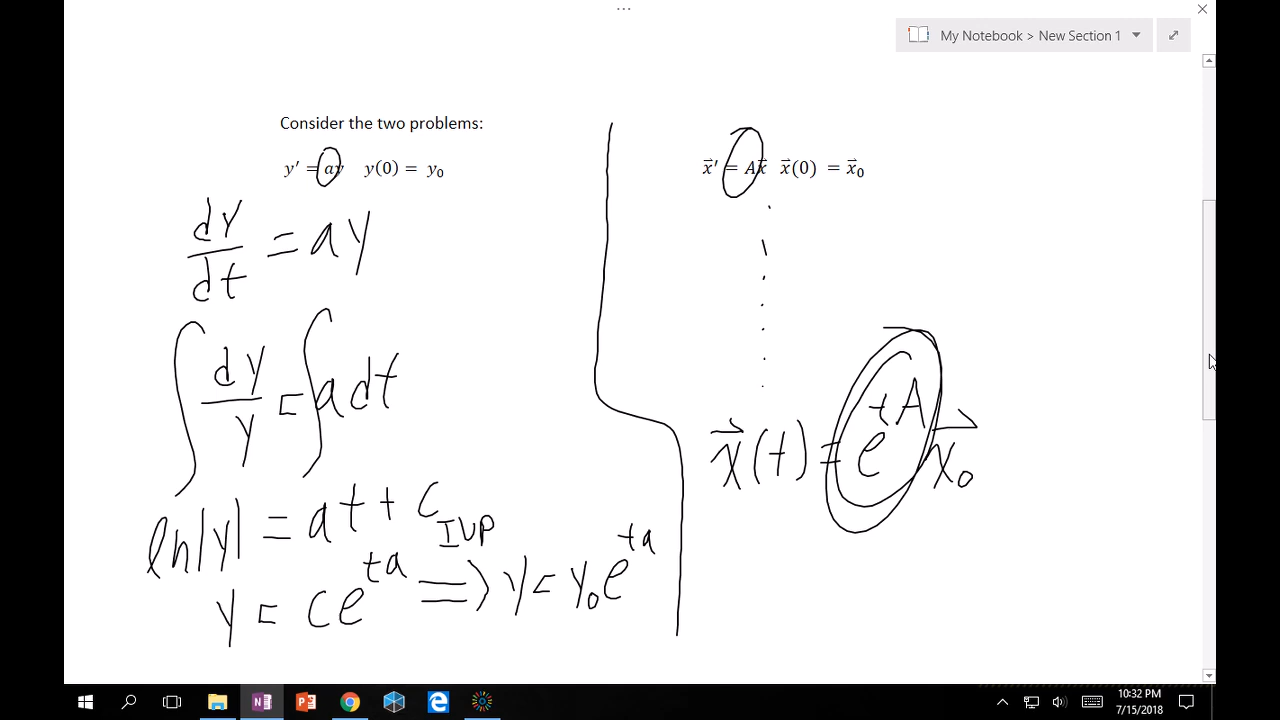 ...
My Notebook > New Section 1
Consider the two problems:
y′ = ay   y(0) = y₀
dy/dt = ay
∫ dy/y = ∫ a dt
ln|y| = at + C
IVP
y = Ce^{ta} ⟹ y = y₀e^{ta}
x⃗′ = Ax⃗   x⃗(0) = x⃗₀
x⃗(t) = e^{tA} x⃗₀
10:32 PM
7/15/2018